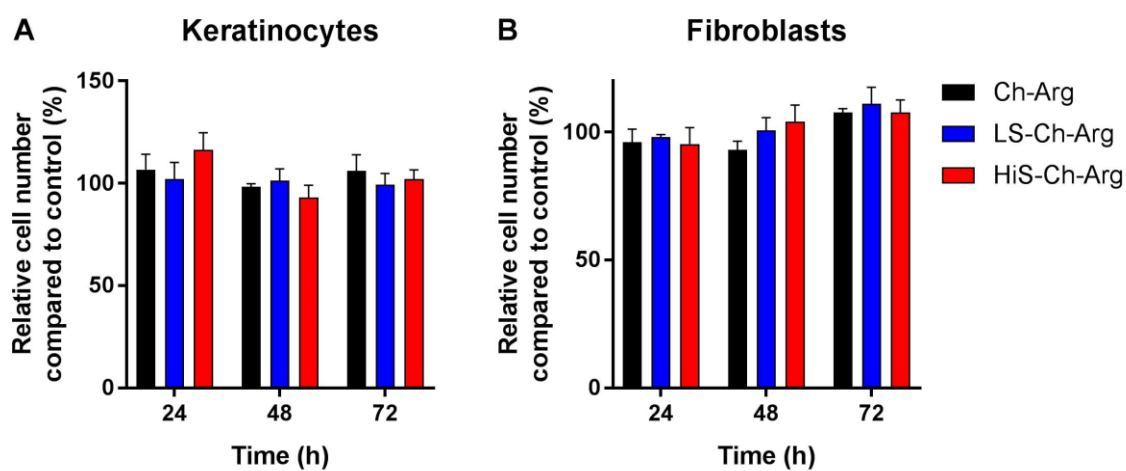 A Keratinocytes
Relative cell number
compared to control (%)
150
100
50
0
24 48 72
Time (h)
B Fibroblasts
Relative cell number
compared to control (%)
100
50
0
24 48 72
Time (h)
Ch-Arg
LS-Ch-Arg
HiS-Ch-Arg